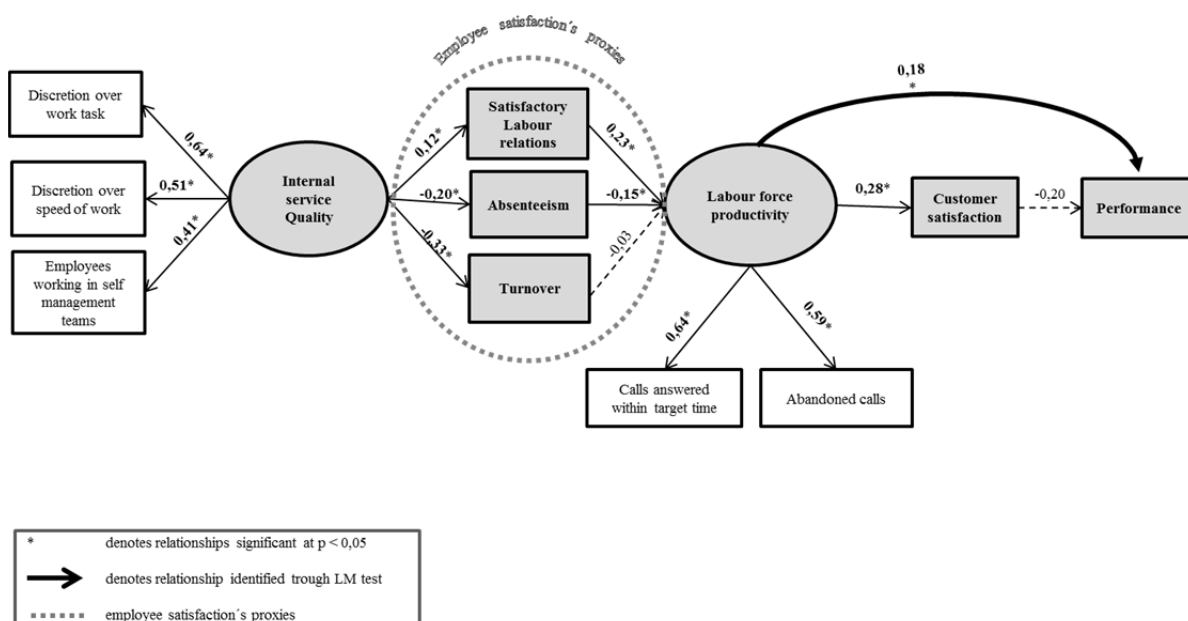 Employee satisfaction´s proxies
0,18
*
Discretion over
work task
Satisfactory
Labour
relations
0,64*
0,12*
0,23*
Discretion over
speed of work
0,51*
Internal
service
Quality
-0,20*
Absenteeism
-0,15*
Labour force
productivity
0,28*
Customer
satisfaction
-0,20
Performance
0,41*
-0,33*
-0,03
Employees
working in self
management
teams
Turnover
0,64*
0,59*
Calls answered
within target time
Abandoned calls
* denotes relationships significant at p < 0,05
denotes relationship identified trough LM test
employee satisfaction´s proxies